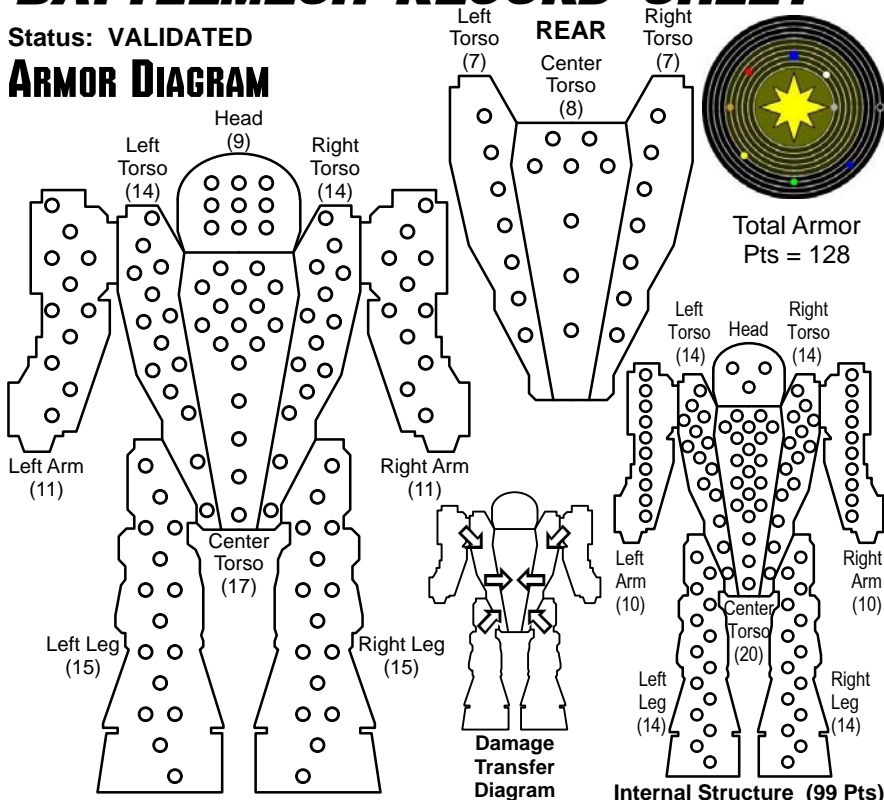 BATTLEMECH RECORD SHEET
Status: VALIDATED
ARMOR DIAGRAM
Left
Torso
(7)
REAR
Center
Torso
(8)
Right
Torso
(7)
Head
(9)
Left
Torso
(14)
Right
Torso
(14)
Total Armor
Pts = 128
Left Arm
(11)
Right Arm
(11)
Center
Torso
(17)
Left Leg
(15)
Right Leg
(15)
Damage
Transfer
Diagram
Left
Torso
(14)
Head
Right
Torso
(14)
Left
Arm
(10)
Right
Arm
(10)
Center
Torso
(20)
Left
Leg
(14)
Right
Leg
(14)
Internal Structure (99 Pts)